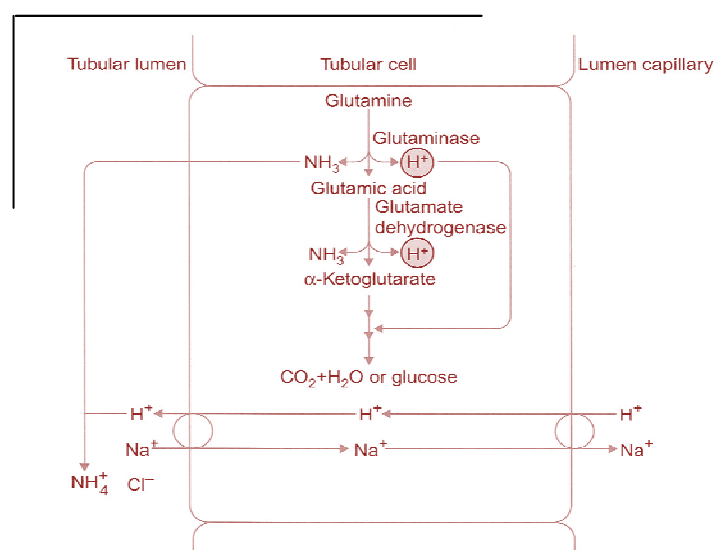 Tubular lumen Tubular cell Lumen capillary
Glutamine
Glutaminase
NH₃ H⁺
Glutamic acid
Glutamate
dehydrogenase
NH₃ H⁺
α-Ketoglutarate
CO₂+H₂O or glucose
H⁺ H⁺ H⁺
Na⁺ Na⁺ Na⁺
NH₄⁺ Cl⁻